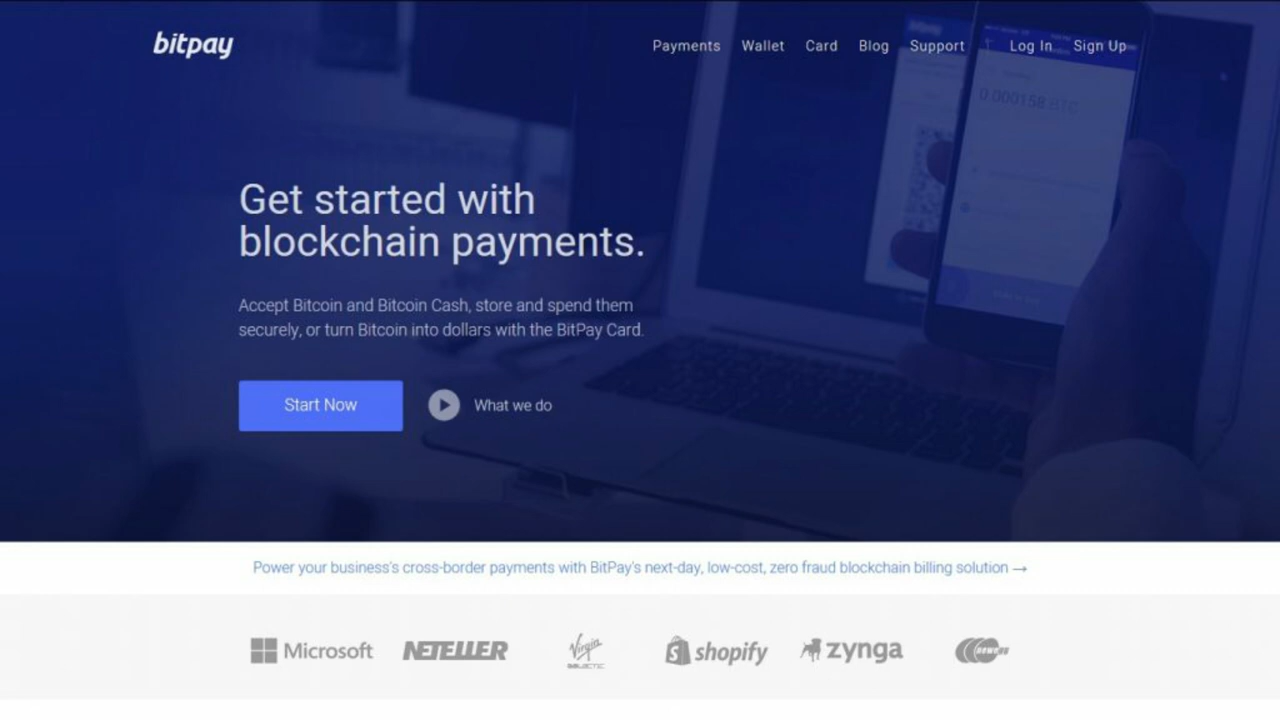 bitpay
Payments Wallet Card Blog Support Log In Sign Up
0.000158 BTC
Get started with
blockchain payments.
Accept Bitcoin and Bitcoin Cash, store and spend them
securely, or turn Bitcoin into dollars with the BitPay Card.
Start Now What we do
Power your business's cross-border payments with BitPay's next-day, low-cost, zero fraud blockchain billing solution →
Microsoft NETELLER Virgin GALACTIC shopify zynga